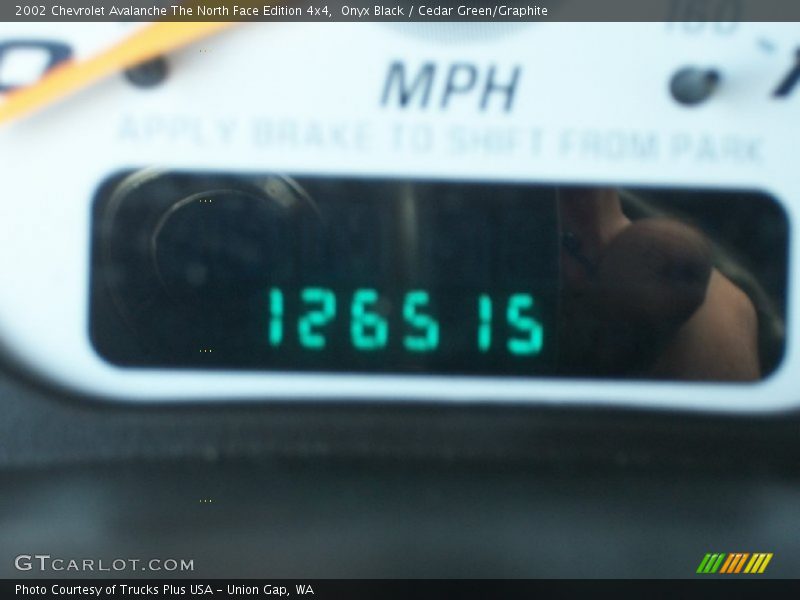 2002 Chevrolet Avalanche The North Face Edition 4x4,  Onyx Black / Cedar Green/Graphite
160
MPH
APPLY BRAKE TO SHIFT FROM PARK
126515
GTCARLOT.COM
Photo Courtesy of Trucks Plus USA – Union Gap, WA